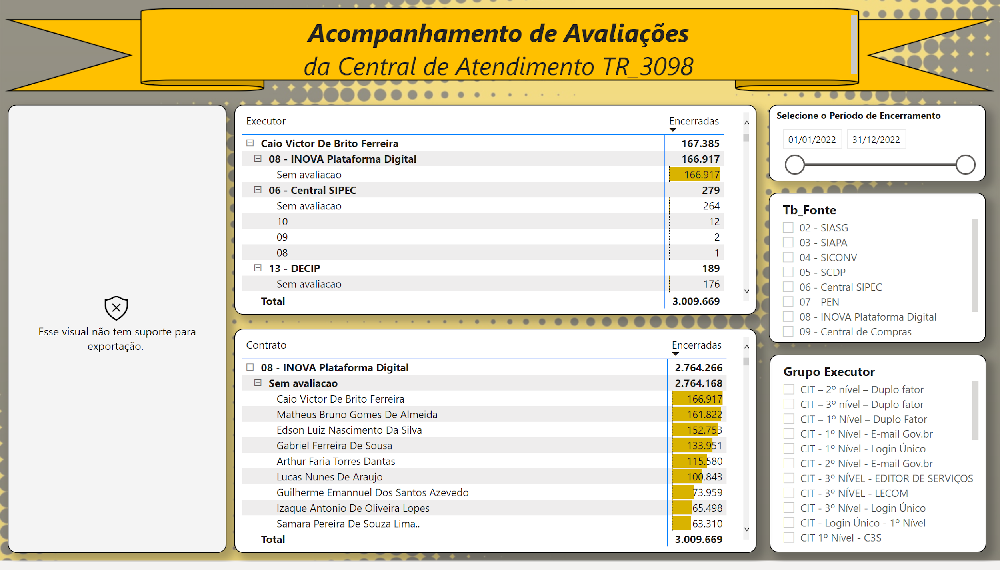 Acompanhamento de Avaliações
da Central de Atendimento TR_3098
Esse visual não tem suporte para
exportação.
Executor Encerradas
Caio Victor De Brito Ferreira 167.385
08 - INOVA Plataforma Digital 166.917
Sem avaliacao 166.917
06 - Central SIPEC 279
Sem avaliacao 264
10 12
09 2
08 1
13 - DECIP 189
Sem avaliacao 176
Total 3.009.669
Contrato Encerradas
08 - INOVA Plataforma Digital 2.764.266
Sem avaliacao 2.764.168
Caio Victor De Brito Ferreira 166.917
Matheus Bruno Gomes De Almeida 161.822
Edson Luiz Nascimento Da Silva 152.753
Gabriel Ferreira De Sousa 133.951
Arthur Faria Torres Dantas 115.580
Lucas Nunes De Araujo 100.843
Guilherme Emannuel Dos Santos Azevedo 73.959
Izaque Antonio De Oliveira Lopes 65.498
Samara Pereira De Souza Lima.. 63.310
Total 3.009.669
Selecione o Período de Encerramento
01/01/2022 31/12/2022
Tb_Fonte
02 - SIASG
03 - SIAPA
04 - SICONV
05 - SCDP
06 - Central SIPEC
07 - PEN
08 - INOVA Plataforma Digital
09 - Central de Compras
Grupo Executor
CIT – 2º nível – Duplo fator
CIT – 3º nível – Duplo fator
CIT – 1º Nível – Duplo Fator
CIT - 1º Nível - E-mail Gov.br
CIT - 1º Nível - Login Único
CIT - 2º Nível - E-mail Gov.br
CIT - 3º NÍVEL - EDITOR DE SERVIÇOS
CIT - 3º NÍVEL - LECOM
CIT - 3º Nível - Login Único
CIT - Login Único - 1º Nível
CIT 1º Nível - C3S